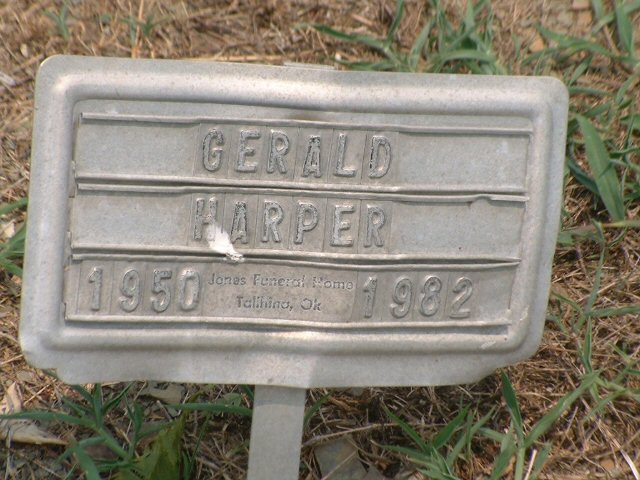 GERALD
HARPER
1950 Jones Funeral Home 1982
Talihina, Ok